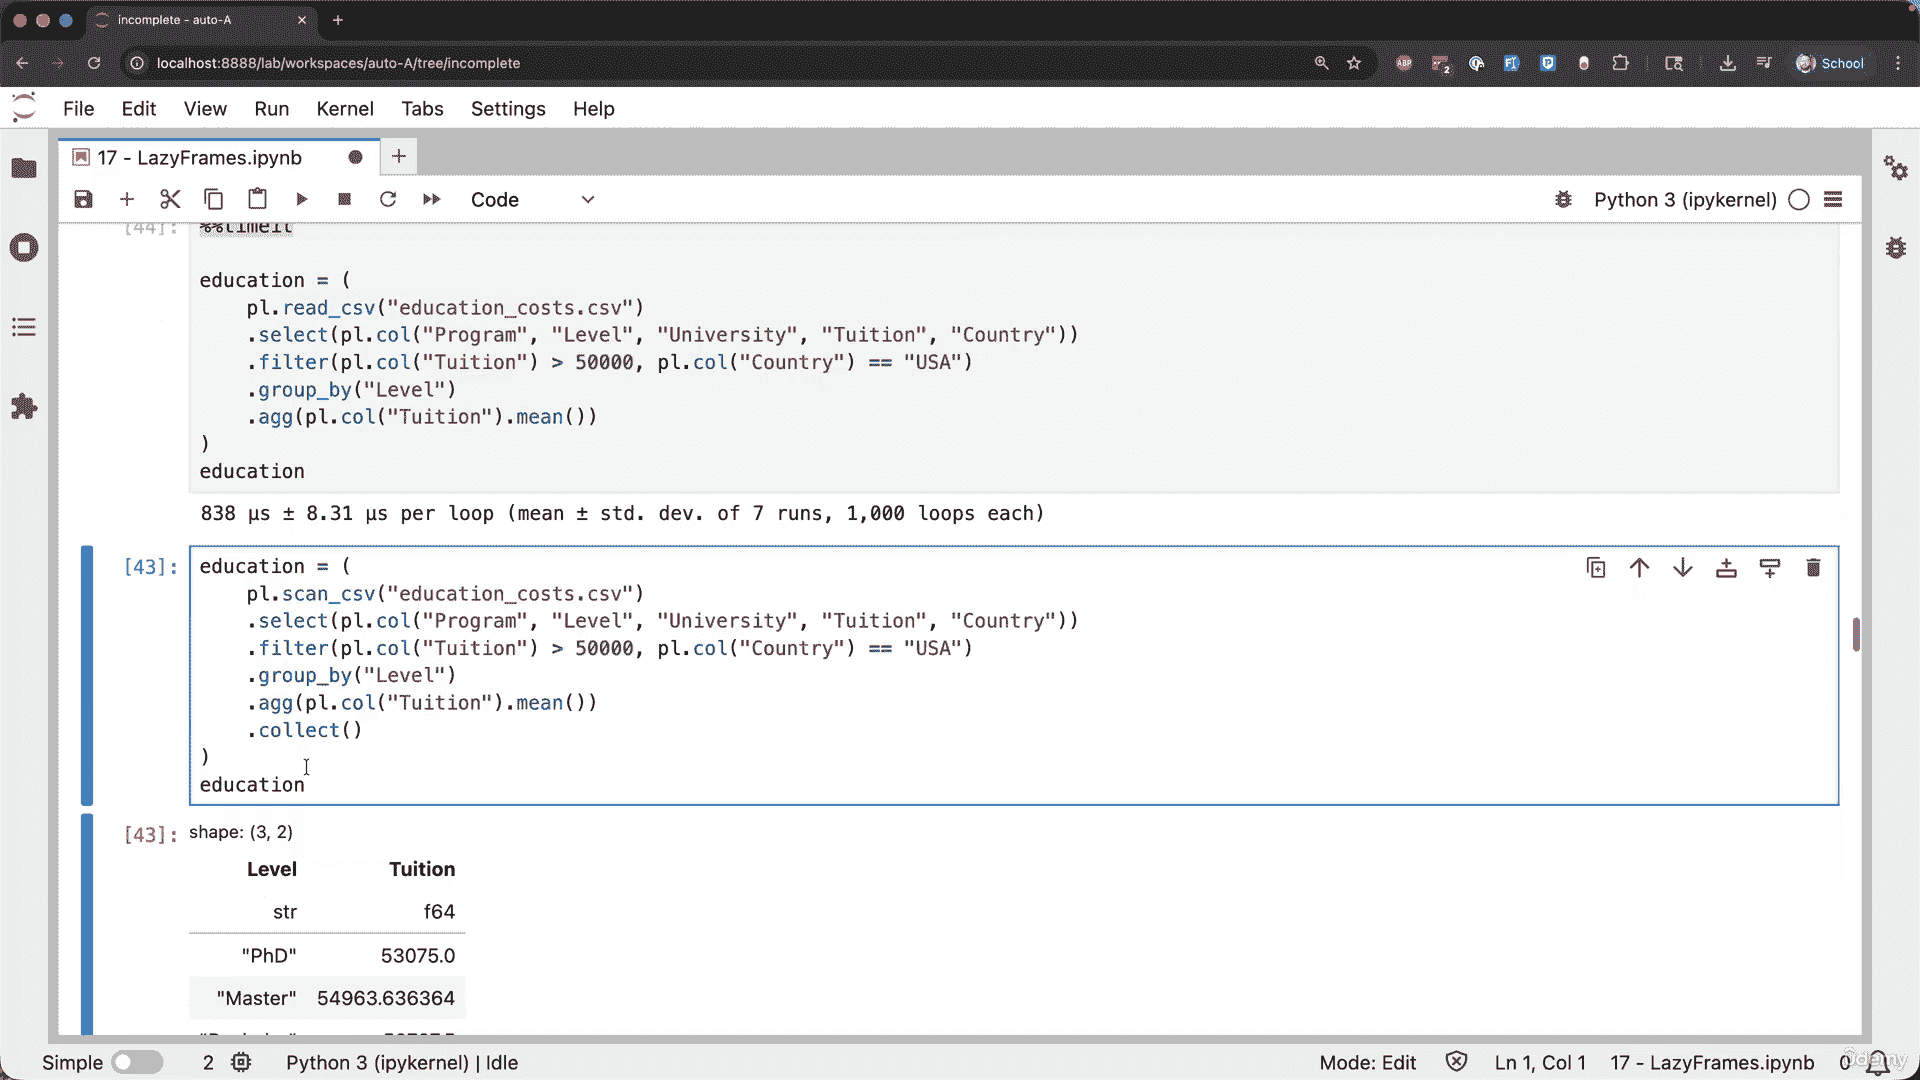 incomplete - auto-A
localhost:8888/lab/workspaces/auto-A/tree/incomplete
ABP
2
School
File Edit View Run Kernel Tabs Settings Help
17 - LazyFrames.ipynb
Code
Python 3 (ipykernel)
[44]: %%timeit
education = (
pl.read_csv("education_costs.csv")
.select(pl.col("Program", "Level", "University", "Tuition", "Country"))
.filter(pl.col("Tuition") > 50000, pl.col("Country") == "USA")
.group_by("Level")
.agg(pl.col("Tuition").mean())
)
education
838 µs ± 8.31 µs per loop (mean ± std. dev. of 7 runs, 1,000 loops each)
[43]: education = (
pl.scan_csv("education_costs.csv")
.select(pl.col("Program", "Level", "University", "Tuition", "Country"))
.filter(pl.col("Tuition") > 50000, pl.col("Country") == "USA")
.group_by("Level")
.agg(pl.col("Tuition").mean())
.collect()
)
education
[43]: shape: (3, 2)
Level Tuition
str f64
"PhD" 53075.0
"Master" 54963.636364
Simple 2 Python 3 (ipykernel) | Idle Mode: Edit Ln 1, Col 1 17 - LazyFrames.ipynb 0
udemy